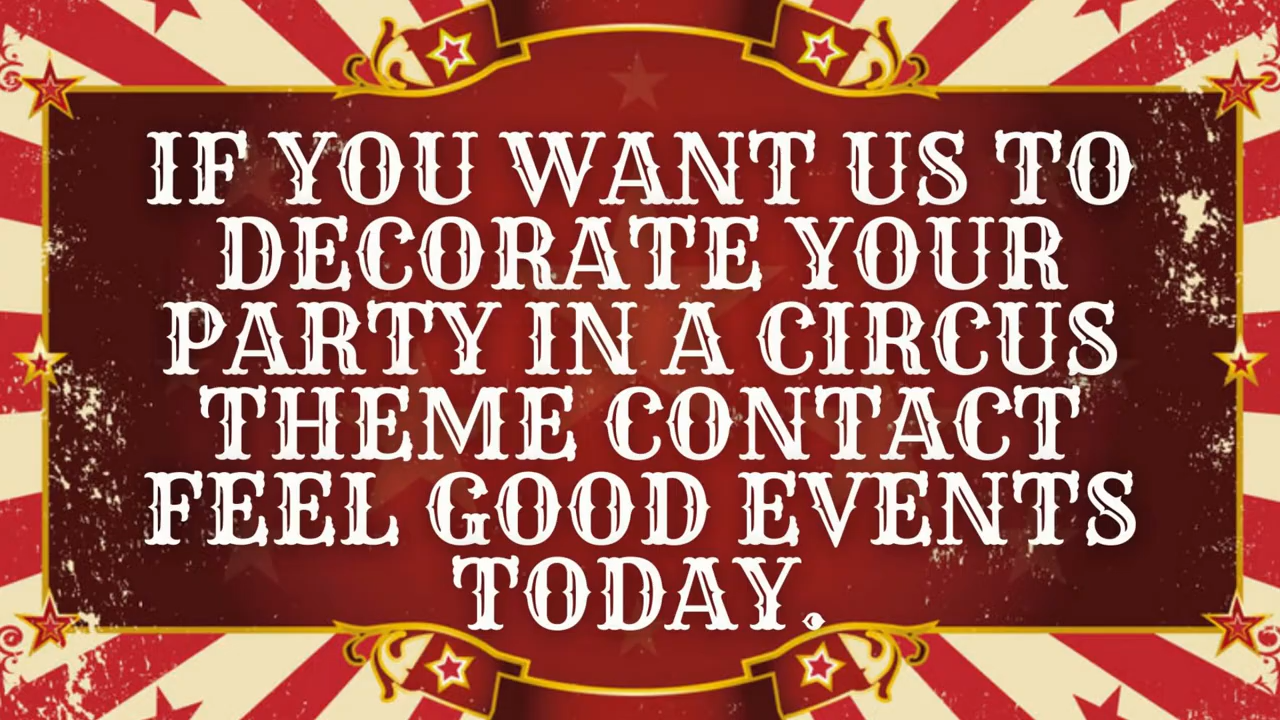 IF YOU WANT US TO
DECORATE YOUR
PARTY IN A CIRCUS
THEME CONTACT
FEEL GOOD EVENTS
TODAY.